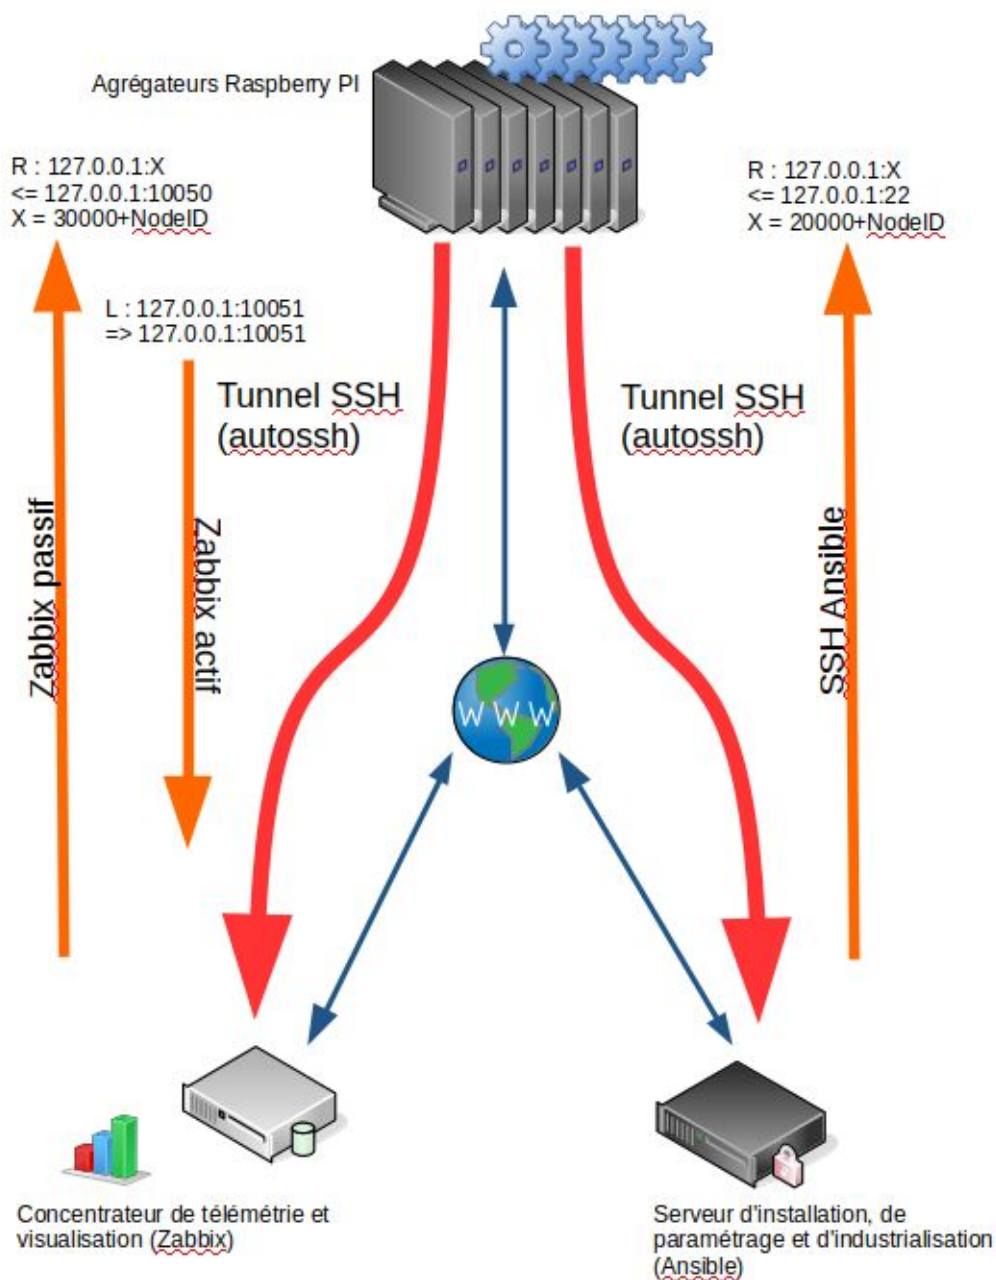 Agrégateurs Raspberry PI
R : 127.0.0.1:X
<= 127.0.0.1:10050
X = 30000+NodeID
R : 127.0.0.1:X
<= 127.0.0.1:22
X = 20000+NodeID
L : 127.0.0.1:10051
=> 127.0.0.1:10051
Tunnel SSH
(autossh)
Tunnel SSH
(autossh)
Zabbix passif
Zabbix actif
SSH Ansible
WWW
Concentrateur de télémétrie et
visualisation (Zabbix)
Serveur d'installation, de
paramétrage et d'industrialisation
(Ansible)